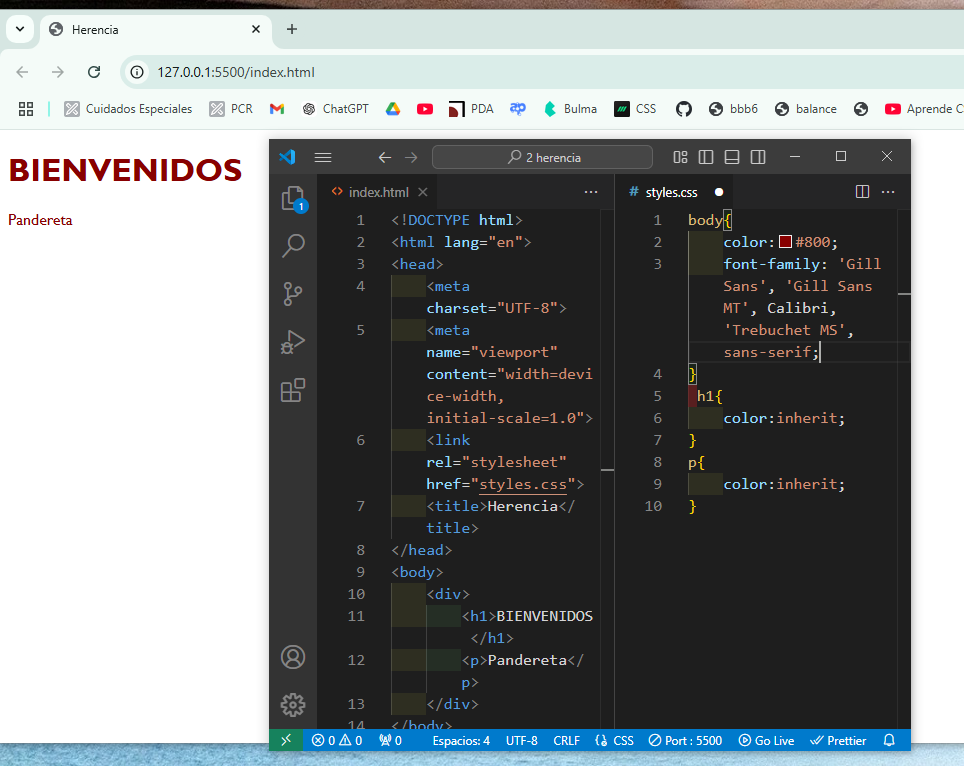 Herencia
127.0.0.1:5500/index.html
Cuidados Especiales PCR ChatGPT PDA Bulma CSS bbb6 balance Aprende C
BIENVENIDOS
Pandereta
2 herencia
index.html
# styles.css
1 <!DOCTYPE html>
2 <html lang="en">
3 <head>
4 <meta
charset="UTF-8">
5 <meta
name="viewport"
content="width=devi
ce-width,
initial-scale=1.0">
6 <link
rel="stylesheet"
href="styles.css">
7 <title>Herencia</
title>
8 </head>
9 <body>
10 <div>
11 <h1>BIENVENIDOS
</h1>
12 <p>Pandereta</
p>
13 </div>
14 </body>
1 body{
2 color:#800;
3 font-family: 'Gill
Sans', 'Gill Sans
MT', Calibri,
'Trebuchet MS',
sans-serif;
4 }
5 h1{
6 color:inherit;
7 }
8 p{
9 color:inherit;
10 }
1
0 0 0 Espacios: 4 UTF-8 CRLF CSS Port : 5500 Go Live Prettier